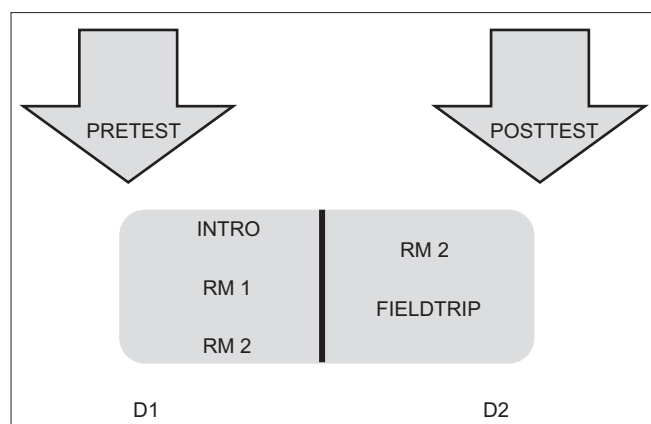 PRETEST
POSTTEST
INTRO
RM 1
RM 2
RM 2
FIELDTRIP
D1
D2